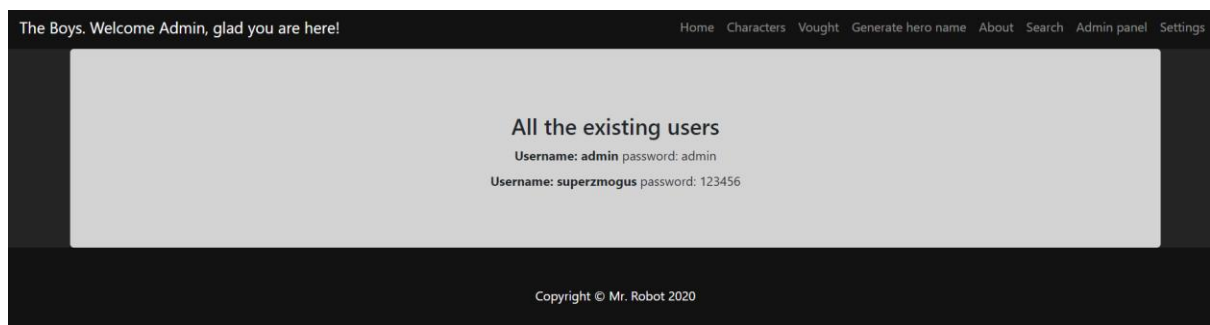 The Boys. Welcome Admin, glad you are here! Home Characters Vought Generate hero name About Search Admin panel Settings
All the existing users
Username: admin password: admin
Username: superzmogus password: 123456
Copyright © Mr. Robot 2020